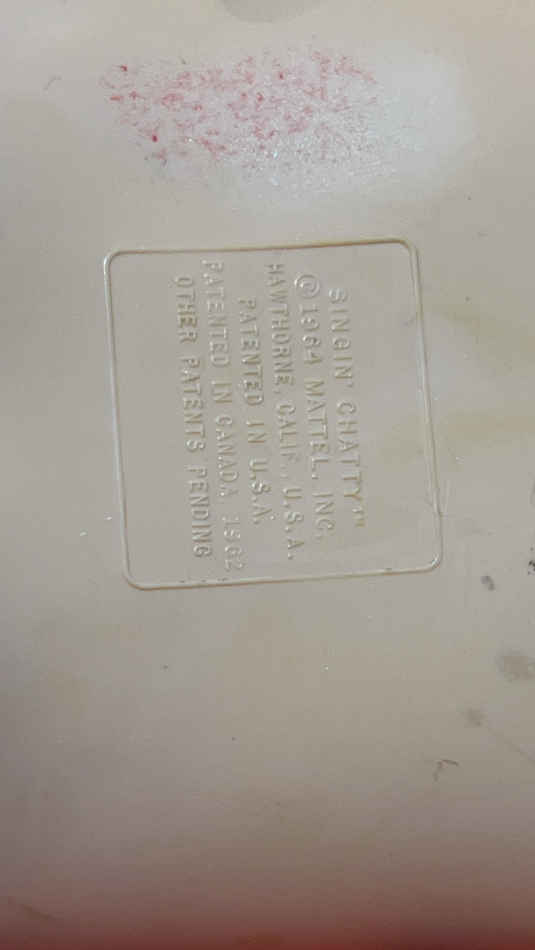 SINGIN' CHATTY™
©1964 MATTEL, INC.
HAWTHORNE, CALIF., U.S.A.
PATENTED IN U.S.A.
PATENTED IN CANADA 1962
OTHER PATENTS PENDING